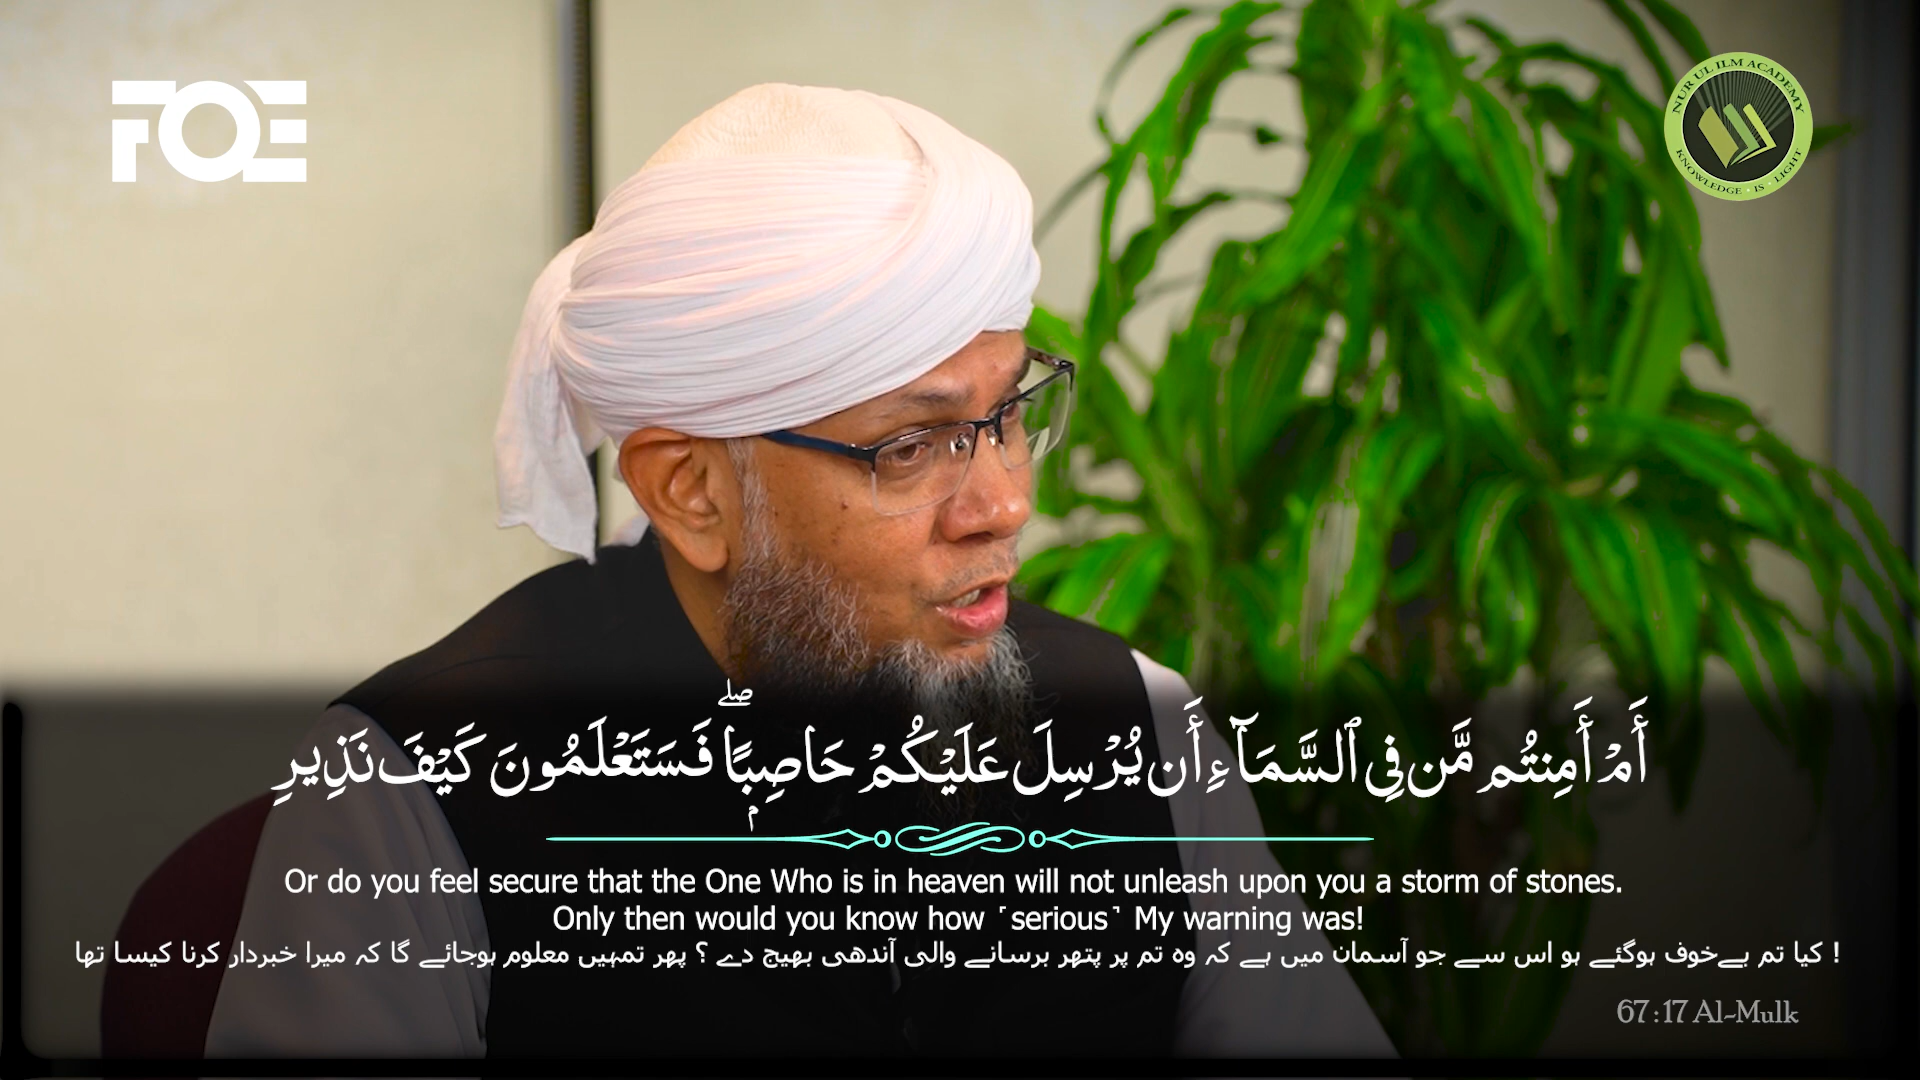 FOE
NUR UL ILM ACADEMY
KNOWLEDGE • IS • LIGHT
أَمْ أَمِنتُم مَّن فِى ٱلسَّمَآءِ أَن يُرْسِلَ عَلَيْكُمْ حَاصِبًۭا ۖ فَسَتَعْلَمُونَ كَيْفَ نَذِيرِ
Or do you feel secure that the One Who is in heaven will not unleash upon you a storm of stones.
Only then would you know how ˹serious˺ My warning was!
کیا تم بےخوف ہوگئے ہو اس سے جو آسمان میں ہے کہ وہ تم پر پتھر برسانے والی آندھی بھیج دے ؟ پھر تمہیں معلوم ہوجائے گا کہ میرا خبردار کرنا کیسا تھا !
67:17 Al-Mulk